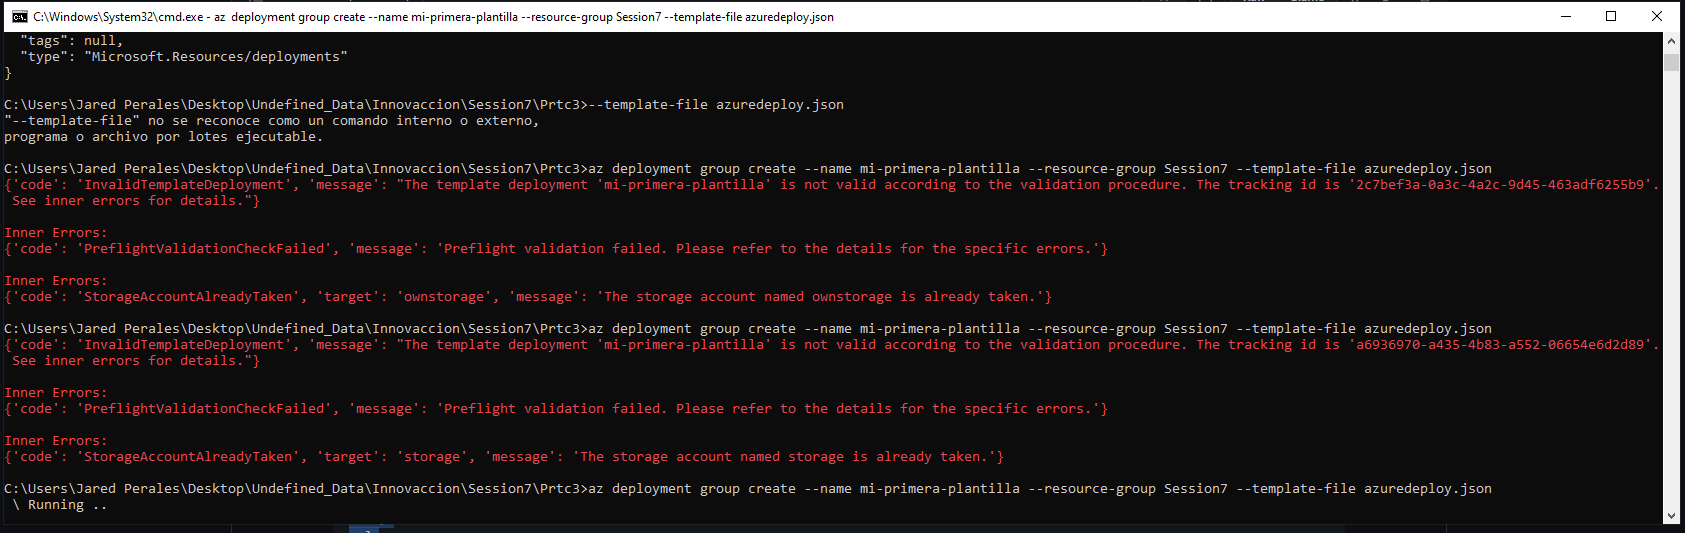 C:\Windows\System32\cmd.exe - az  deployment group create --name mi-primera-plantilla --resource-group Session7 --template-file azuredeploy.json
  "tags": null,
  "type": "Microsoft.Resources/deployments"
}
C:\Users\Jared Perales\Desktop\Undefined_Data\Innovaccion\Session7\Prtc3>--template-file azuredeploy.json
"--template-file" no se reconoce como un comando interno o externo,
programa o archivo por lotes ejecutable.
C:\Users\Jared Perales\Desktop\Undefined_Data\Innovaccion\Session7\Prtc3>az deployment group create --name mi-primera-plantilla --resource-group Session7 --template-file azuredeploy.json
{'code': 'InvalidTemplateDeployment', 'message': "The template deployment 'mi-primera-plantilla' is not valid according to the validation procedure. The tracking id is '2c7bef3a-0a3c-4a2c-9d45-463adf6255b9'.
 See inner errors for details."}
Inner Errors:
{'code': 'PreflightValidationCheckFailed', 'message': 'Preflight validation failed. Please refer to the details for the specific errors.'}
Inner Errors:
{'code': 'StorageAccountAlreadyTaken', 'target': 'ownstorage', 'message': 'The storage account named ownstorage is already taken.'}
C:\Users\Jared Perales\Desktop\Undefined_Data\Innovaccion\Session7\Prtc3>az deployment group create --name mi-primera-plantilla --resource-group Session7 --template-file azuredeploy.json
{'code': 'InvalidTemplateDeployment', 'message': "The template deployment 'mi-primera-plantilla' is not valid according to the validation procedure. The tracking id is 'a6936970-a435-4b83-a552-06654e6d2d89'.
 See inner errors for details."}
Inner Errors:
{'code': 'PreflightValidationCheckFailed', 'message': 'Preflight validation failed. Please refer to the details for the specific errors.'}
Inner Errors:
{'code': 'StorageAccountAlreadyTaken', 'target': 'storage', 'message': 'The storage account named storage is already taken.'}
C:\Users\Jared Perales\Desktop\Undefined_Data\Innovaccion\Session7\Prtc3>az deployment group create --name mi-primera-plantilla --resource-group Session7 --template-file azuredeploy.json
 \ Running ..